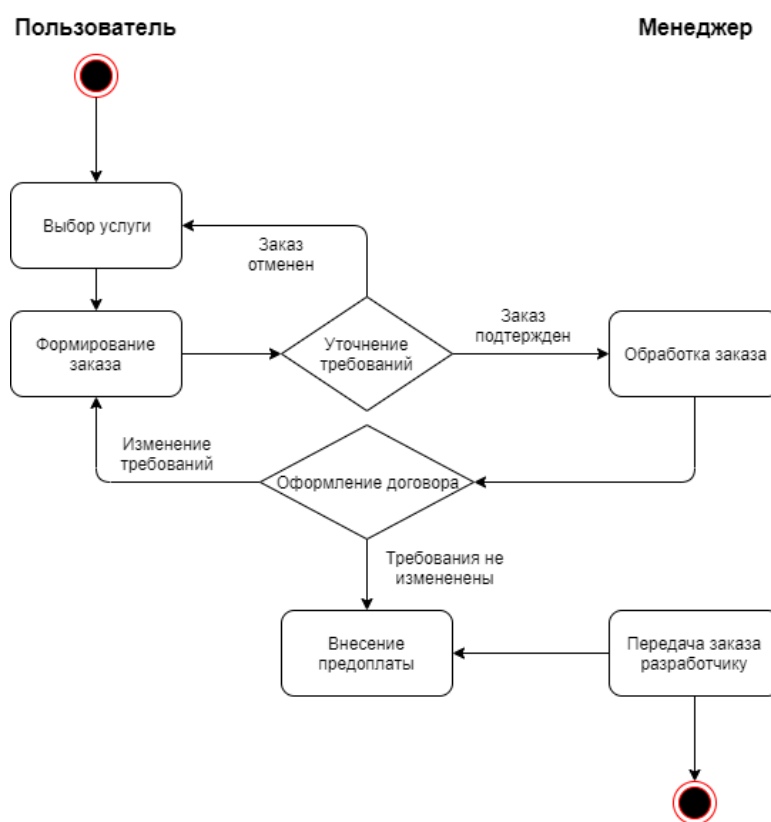 Пользователь
Менеджер
Выбор услуги
Заказ
отменен
Формирование
заказа
Уточнение
требований
Заказ
подтержден
Обработка заказа
Изменение
требований
Оформление договора
Требования не
измененены
Внесение
предоплаты
Передача заказа
разработчику